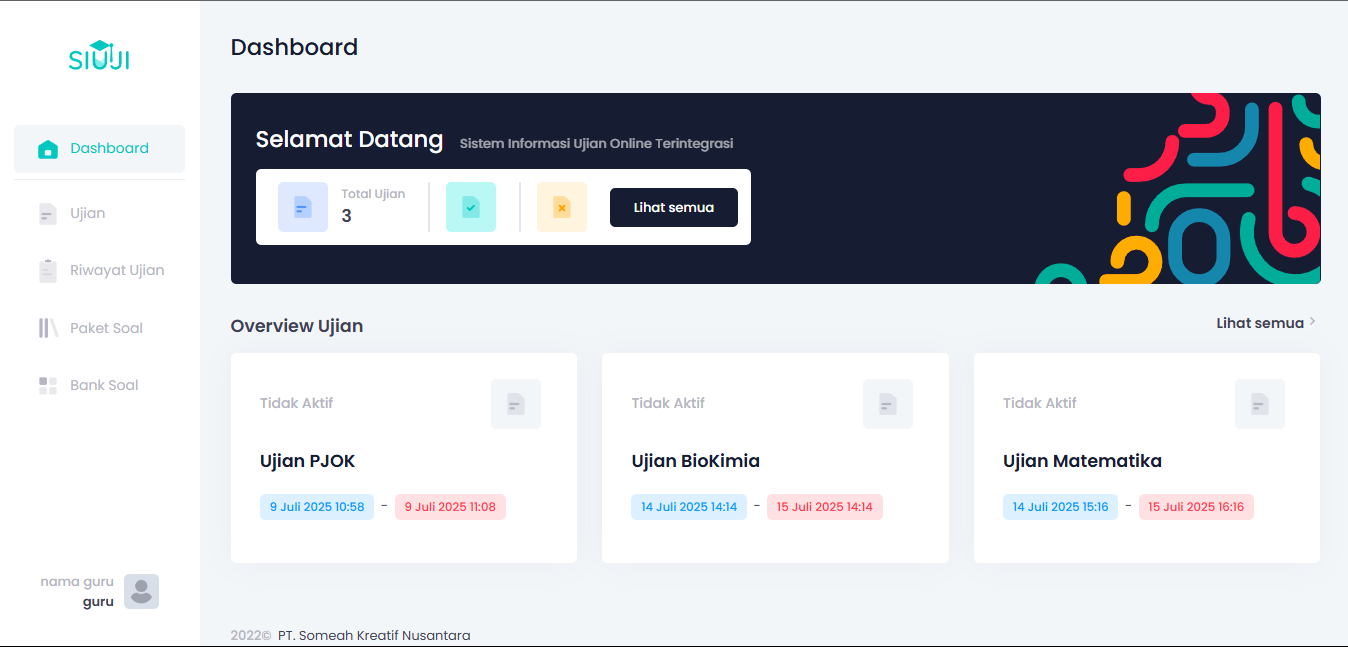 SIUJI
Dashboard
Ujian
Riwayat Ujian
Paket Soal
Bank Soal
nama guru
guru
Dashboard
Selamat Datang Sistem Informasi Ujian Online Terintegrasi
Total Ujian
3
Lihat semua
Overview Ujian
Lihat semua
Tidak Aktif
Ujian PJOK
9 Juli 2025 10:58 - 9 Juli 2025 11:08
Tidak Aktif
Ujian BioKimia
14 Juli 2025 14:14 - 15 Juli 2025 14:14
Tidak Aktif
Ujian Matematika
14 Juli 2025 15:16 - 15 Juli 2025 16:16
2022© PT. Someah Kreatif Nusantara